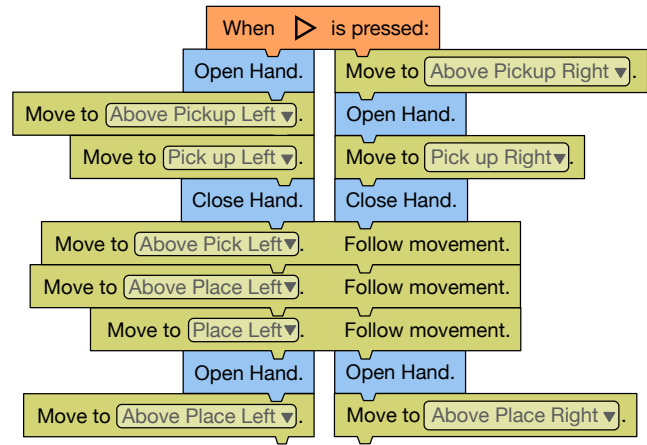 When is pressed:
Open Hand. Move to Above Pickup Right.
Move to Above Pickup Left. Open Hand.
Move to Pick up Left. Move to Pick up Right.
Close Hand. Close Hand.
Move to Above Pick Left. Follow movement.
Move to Above Place Left. Follow movement.
Move to Place Left. Follow movement.
Open Hand. Open Hand.
Move to Above Place Left. Move to Above Place Right.